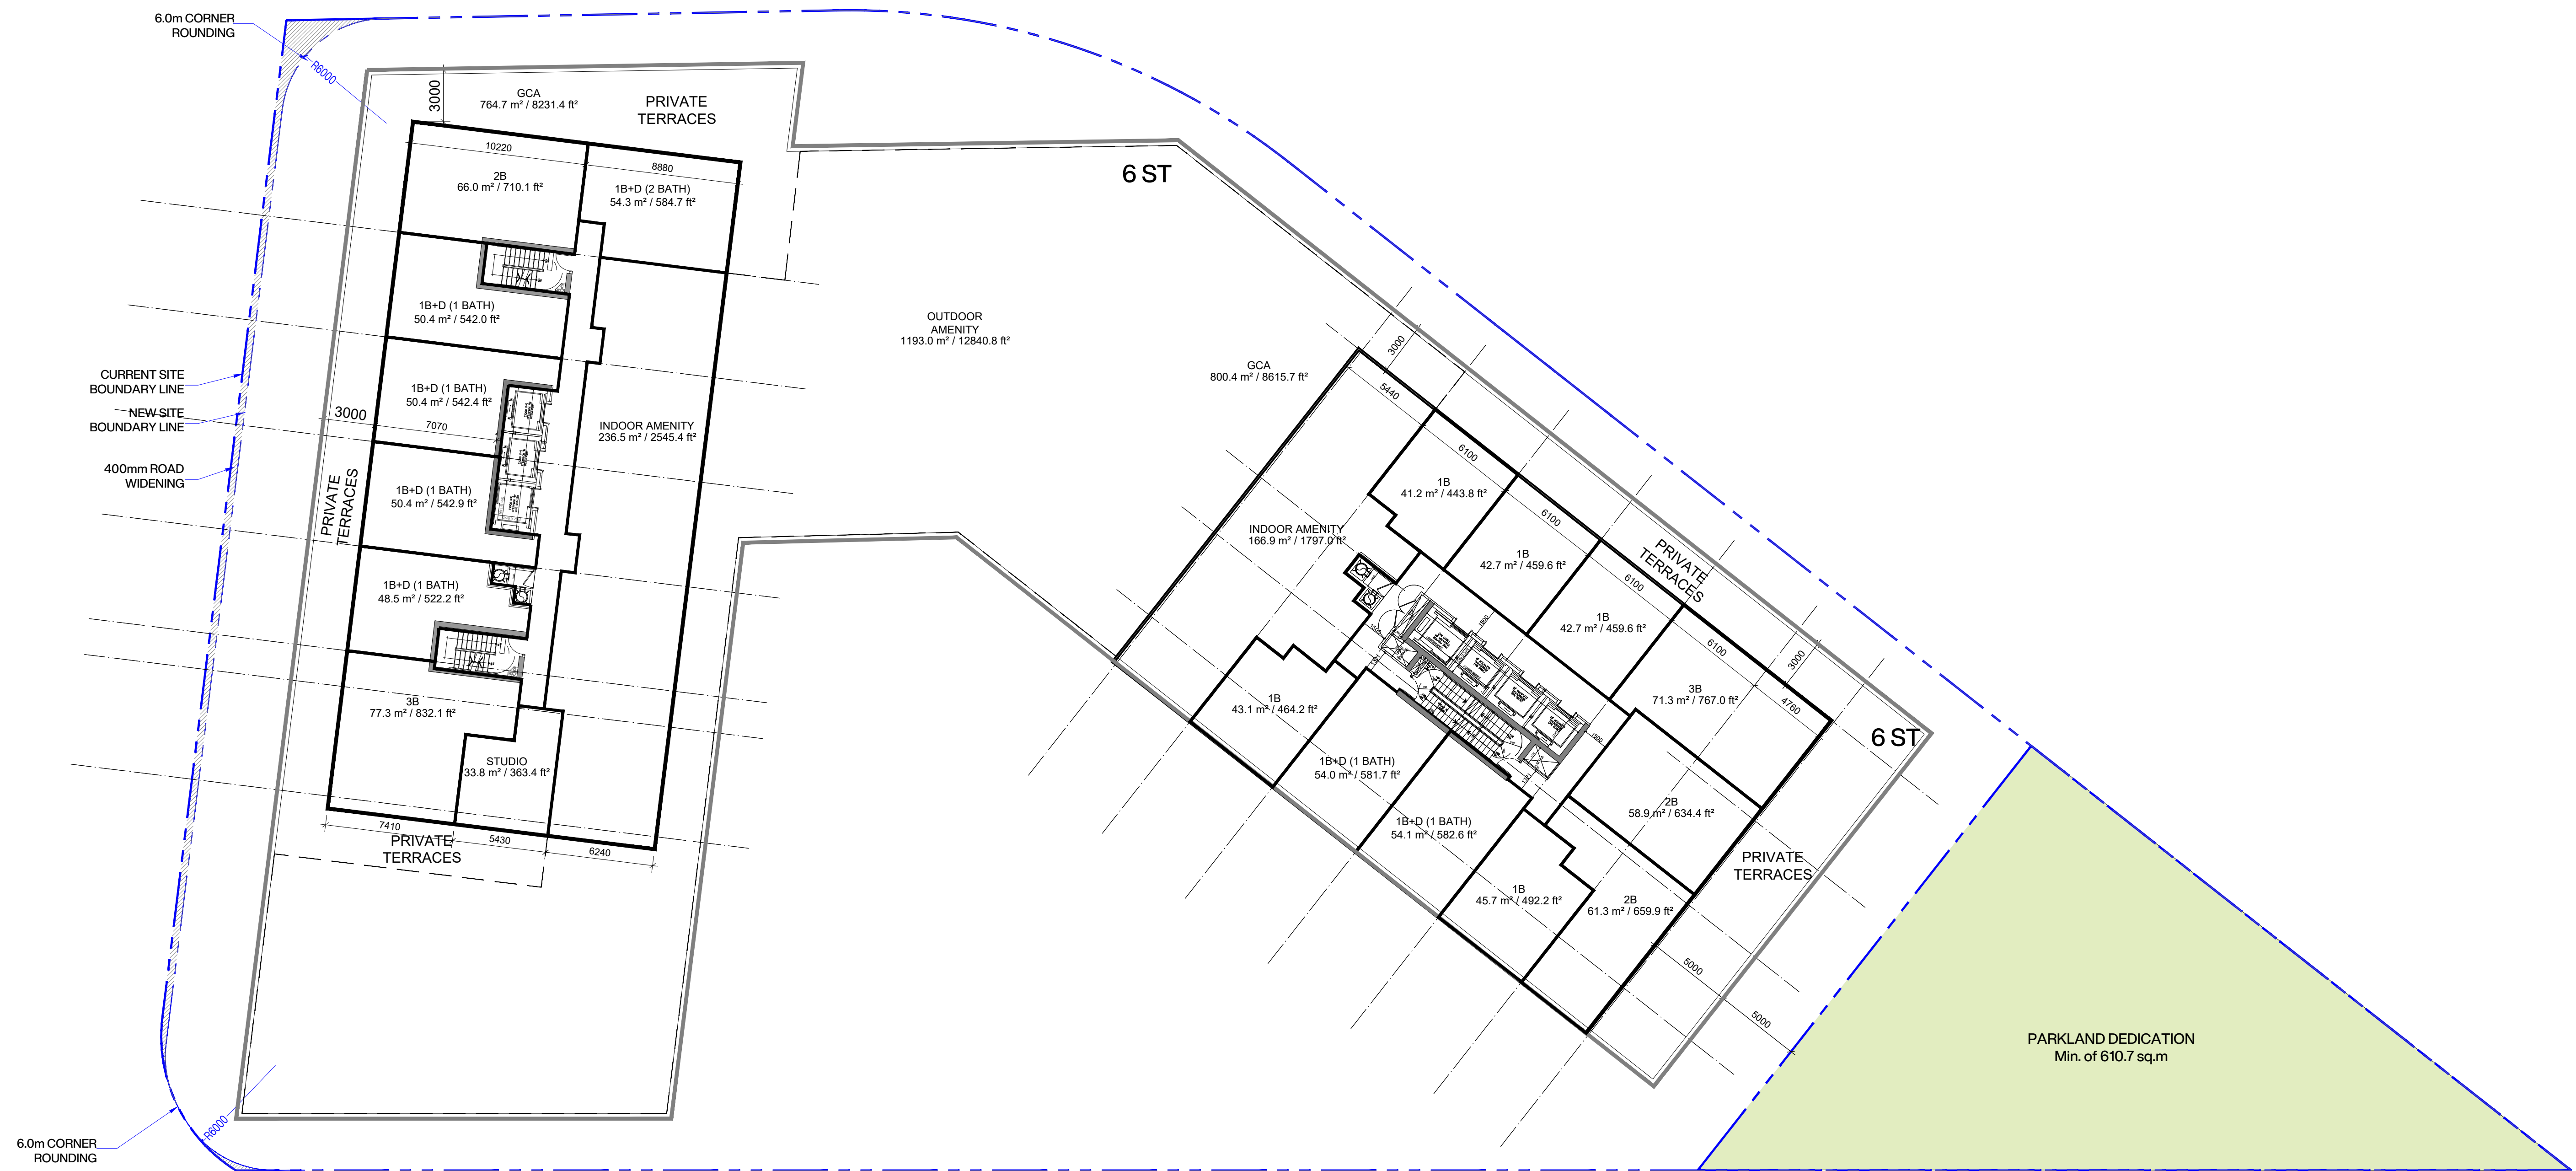 6.0m CORNER
ROUNDING
R6000
3000
GCA
764.7 m² / 8231.4 ft²
PRIVATE
TERRACES
10220
8880
2B
66.0 m² / 710.1 ft²
1B+D (2 BATH)
54.3 m² / 584.7 ft²
1B+D (1 BATH)
50.4 m² / 542.0 ft²
CURRENT SITE
BOUNDARY LINE
NEW SITE
BOUNDARY LINE
400mm ROAD
WIDENING
1B+D (1 BATH)
50.4 m² / 542.4 ft²
3000
7070
INDOOR AMENITY
236.5 m² / 2545.4 ft²
PRIVATE
TERRACES
1B+D (1 BATH)
50.4 m² / 542.9 ft²
1B+D (1 BATH)
48.5 m² / 522.2 ft²
3B
77.3 m² / 832.1 ft²
STUDIO
33.8 m² / 363.4 ft²
7410
5430
6240
PRIVATE
TERRACES
R6000
6.0m CORNER
ROUNDING
6 ST
OUTDOOR
AMENITY
1193.0 m² / 12840.8 ft²
GCA
800.4 m² / 8615.7 ft²
3000
5440
6100
6100
6100
6100
4760
3000
1B
41.2 m² / 443.8 ft²
INDOOR AMENITY
166.9 m² / 1797.0 ft²
1B
42.7 m² / 459.6 ft²
1B
42.7 m² / 459.6 ft²
PRIVATE
TERRACES
3B
71.3 m² / 767.0 ft²
6 ST
1800
1500
1B
43.1 m² / 464.2 ft²
1B+D (1 BATH)
54.0 m² / 581.7 ft²
1B+D (1 BATH)
54.1 m² / 582.6 ft²
2B
58.9 m² / 634.4 ft²
PRIVATE
TERRACES
1B
45.7 m² / 492.2 ft²
2B
61.3 m² / 659.9 ft²
5000
5000
PARKLAND DEDICATION
Min. of 610.7 sq.m